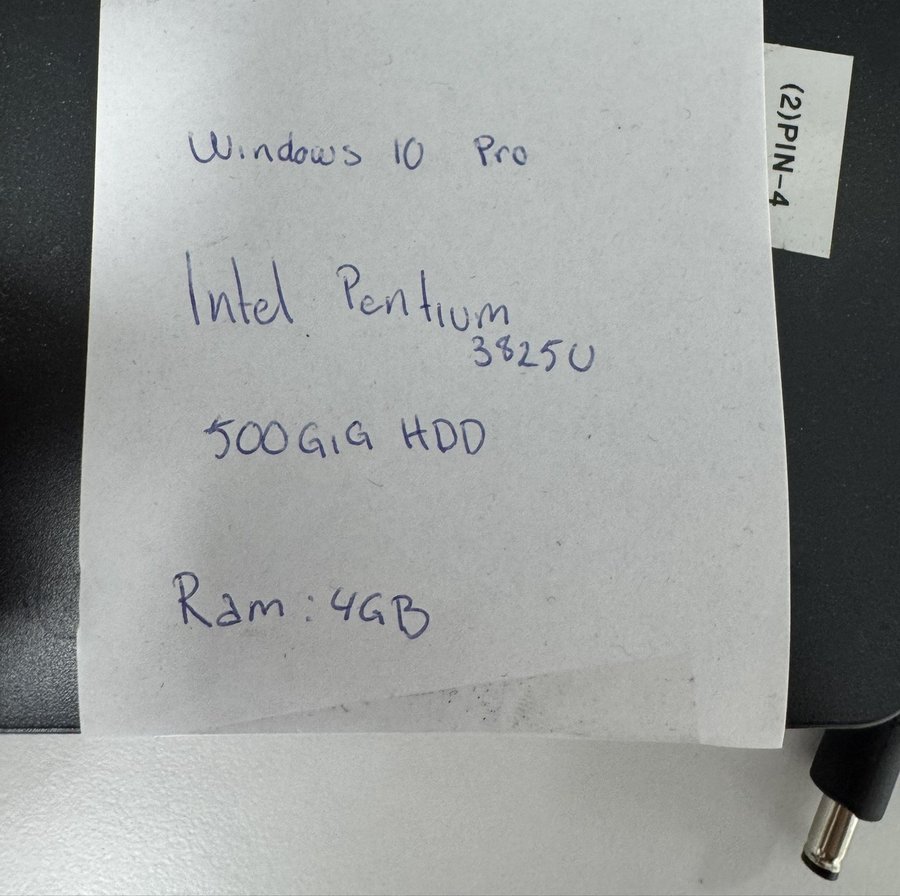 Windows 10 Pro
(2)PIN-4
Intel Pentium
3825U
500GIG HDD
Ram: 4GB